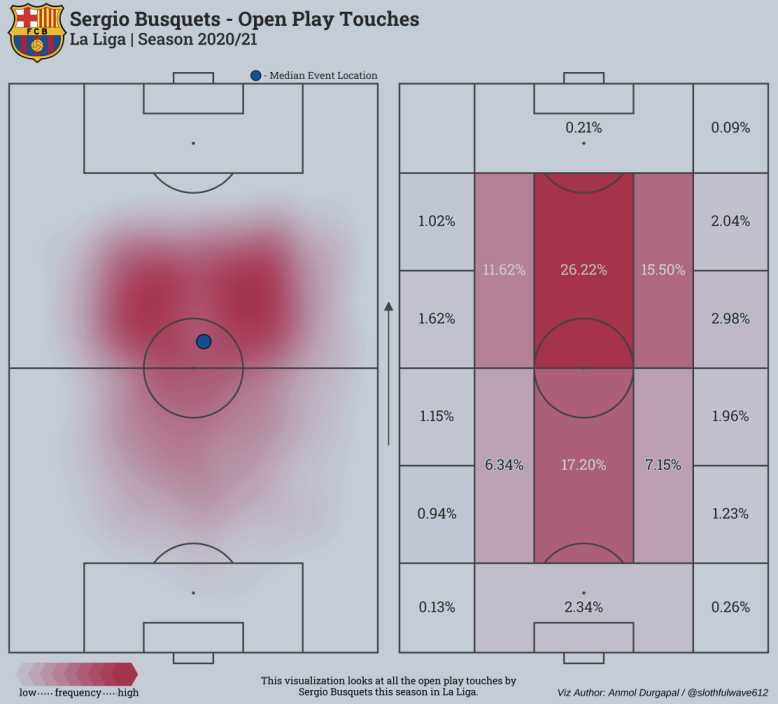 Sergio Busquets - Open Play Touches
La Liga | Season 2020/21
FCB
- Median Event Location
0.21%
0.09%
1.02%
2.04%
11.62%
26.22%
15.50%
1.62%
2.98%
1.15%
1.96%
6.34%
17.20%
7.15%
0.94%
1.23%
0.13%
2.34%
0.26%
low····· frequency ······ high
This visualization looks at all the open play touches by
Sergio Busquets this season in La Liga.
Viz Author: Anmol Durgapal / @slothfulwave612